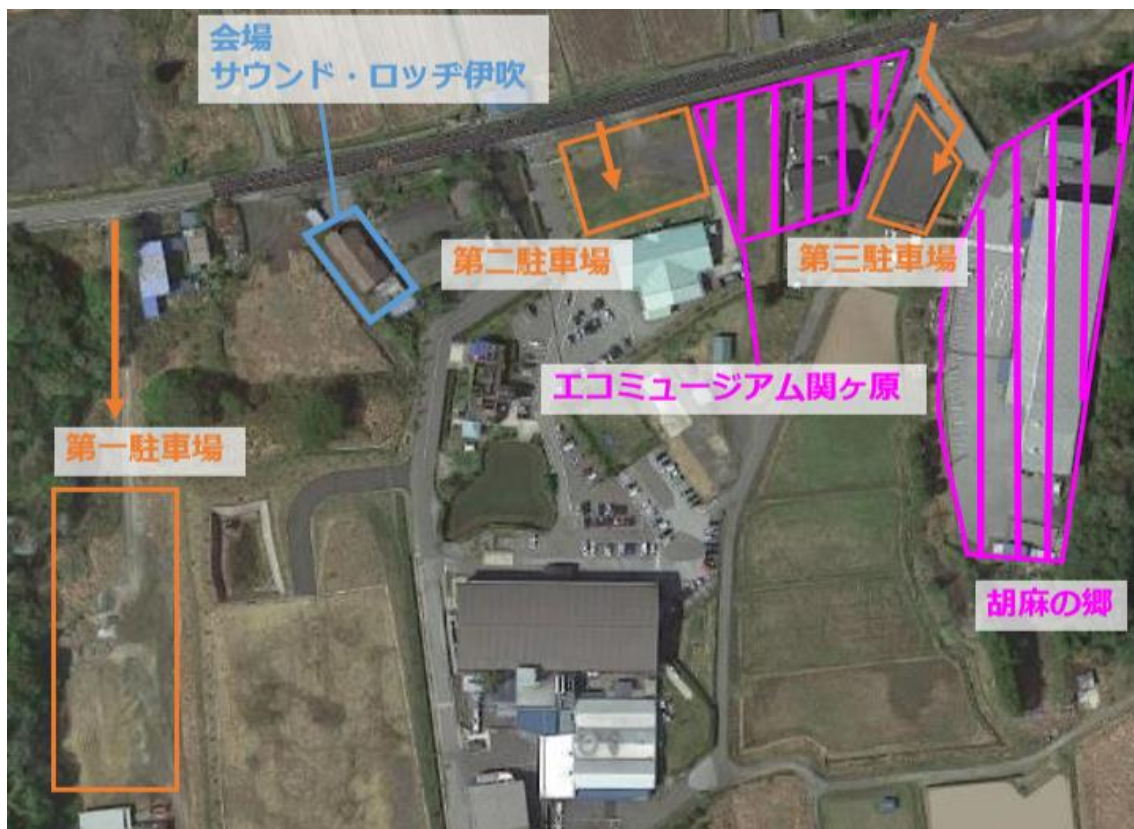 会場
サウンド・ロッヂ伊吹
第二駐車場
第三駐車場
エコミュージアム関ヶ原
第一駐車場
胡麻の郷